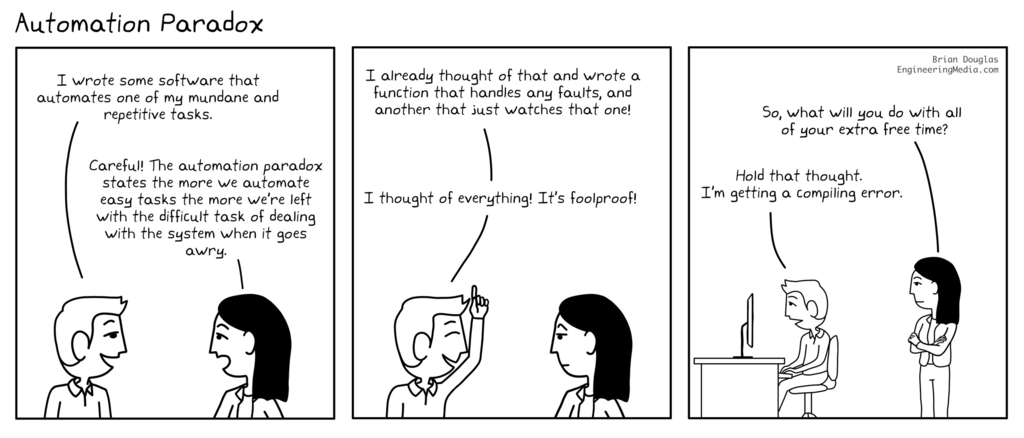 Automation Paradox
I wrote some software that
automates one of my mundane and
repetitive tasks.
Careful! The automation paradox
states the more we automate
easy tasks the more we're left
with the difficult task of dealing
with the system when it goes
awry.
I already thought of that and wrote a
function that handles any faults, and
another that just watches that one!
I thought of everything! It's foolproof!
Brian Douglas
EngineeringMedia.com
So, what will you do with all
of your extra free time?
Hold that thought.
I'm getting a compiling error.